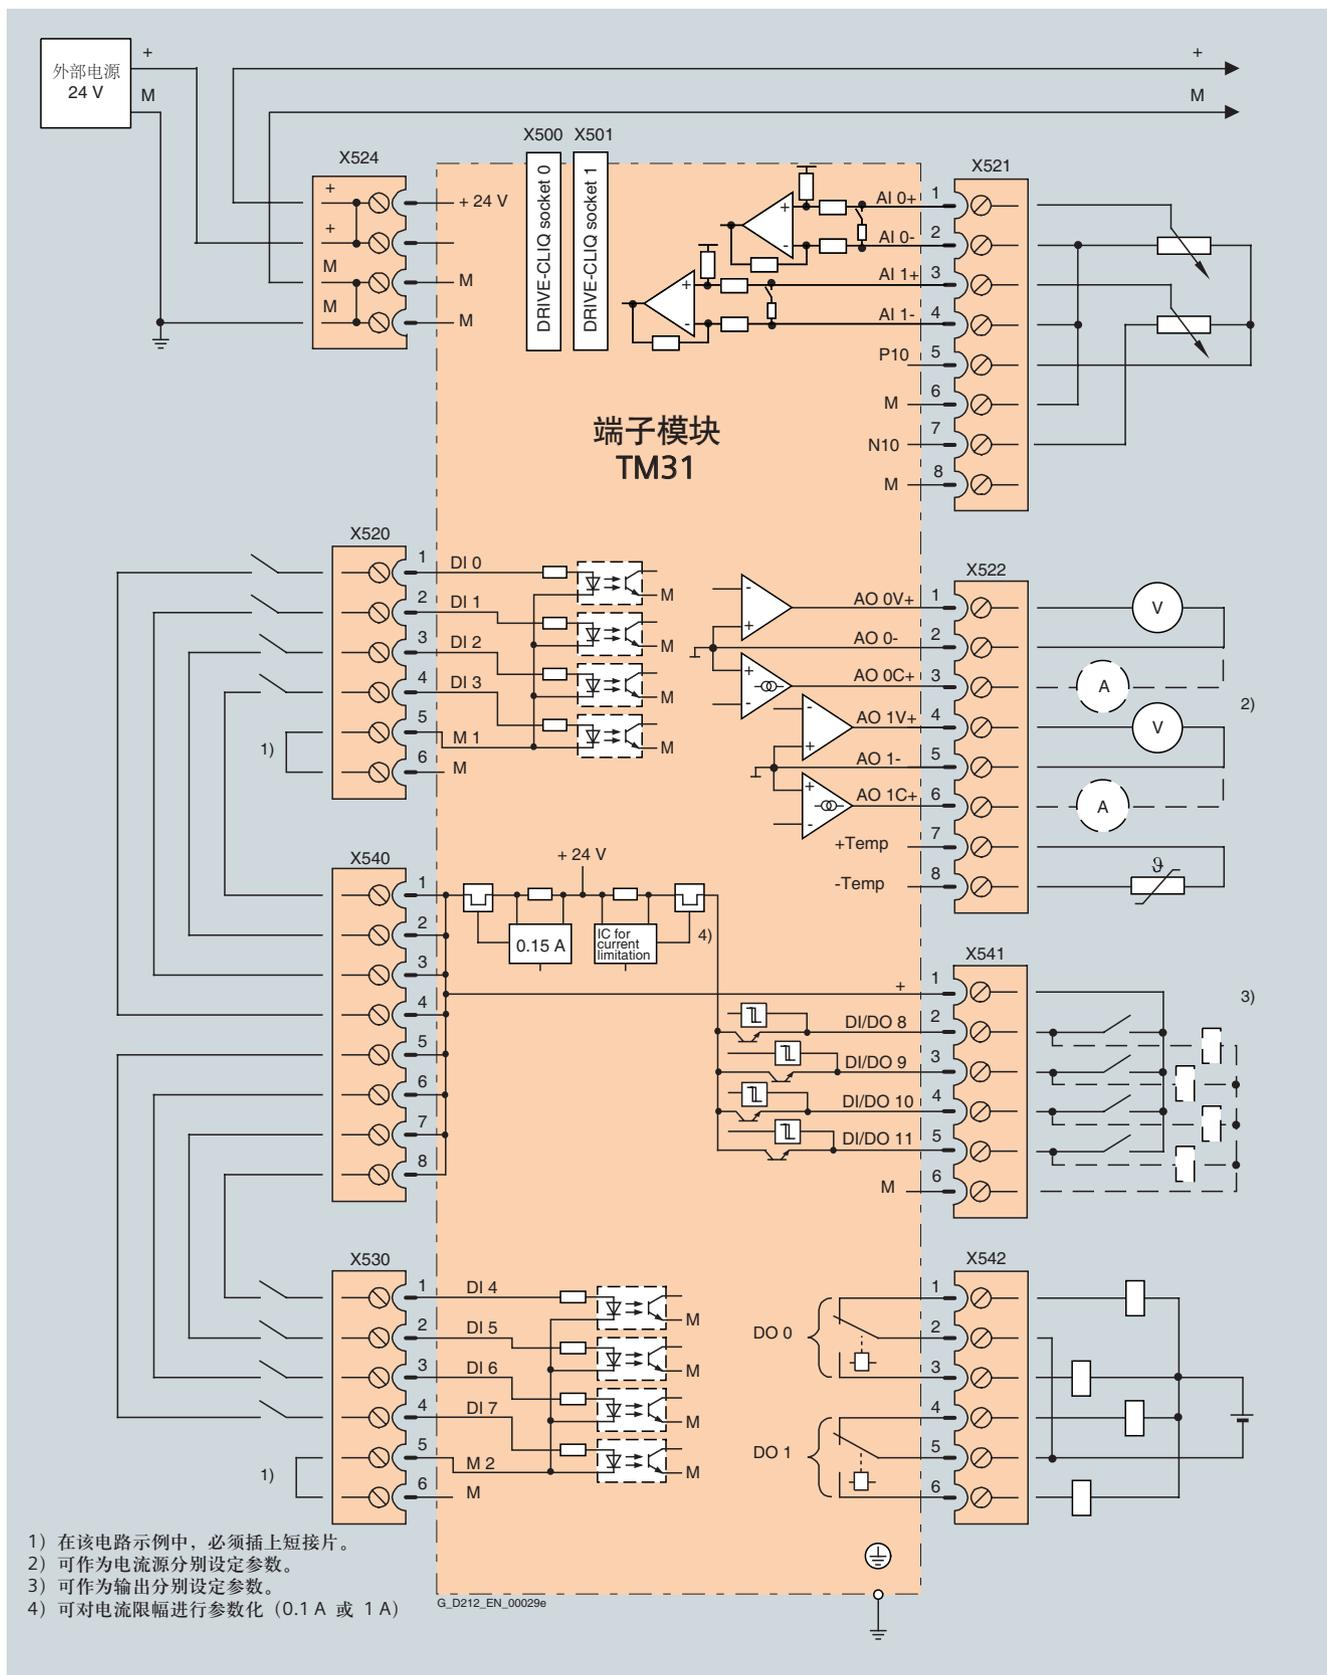 外部电源
24 V
+
M
+
M
X500
X501
X524
+
+
M
M
+ 24 V
M
M
DRIVE-CLIQ socket 0
DRIVE-CLIQ socket 1
X521
+
-
+
-
AI 0+
1
AI 0-
2
AI 1+
3
AI 1-
4
P10
5
M
6
N10
7
M
8
端子模块
TM31
X520
1
DI 0
2
DI 1
3
DI 2
4
DI 3
5
M 1
6
M
1)
M
M
M
M
X522
-
+
+
-
-
+
+
-
AO 0V+
1
AO 0-
2
AO 0C+
3
AO 1V+
4
AO 1-
5
AO 1C+
6
+Temp
7
-Temp
8
V
A
V
A
2)
ϑ
X540
1
2
3
4
5
6
7
8
+ 24 V
0.15 A
IC for
current
limitation
4)
X541
+
1
DI/DO 8
2
DI/DO 9
3
DI/DO 10
4
DI/DO 11
5
M
6
3)
X530
1
DI 4
2
DI 5
3
DI 6
4
DI 7
5
M 2
6
M
1)
M
M
M
M
X542
DO 0
1
2
3
DO 1
4
5
6
1) 在该电路示例中，必须插上短接片。
2) 可作为电流源分别设定参数。
3) 可作为输出分别设定参数。
4) 可对电流限幅进行参数化（0.1 A 或 1 A）
G_D212_EN_00029e